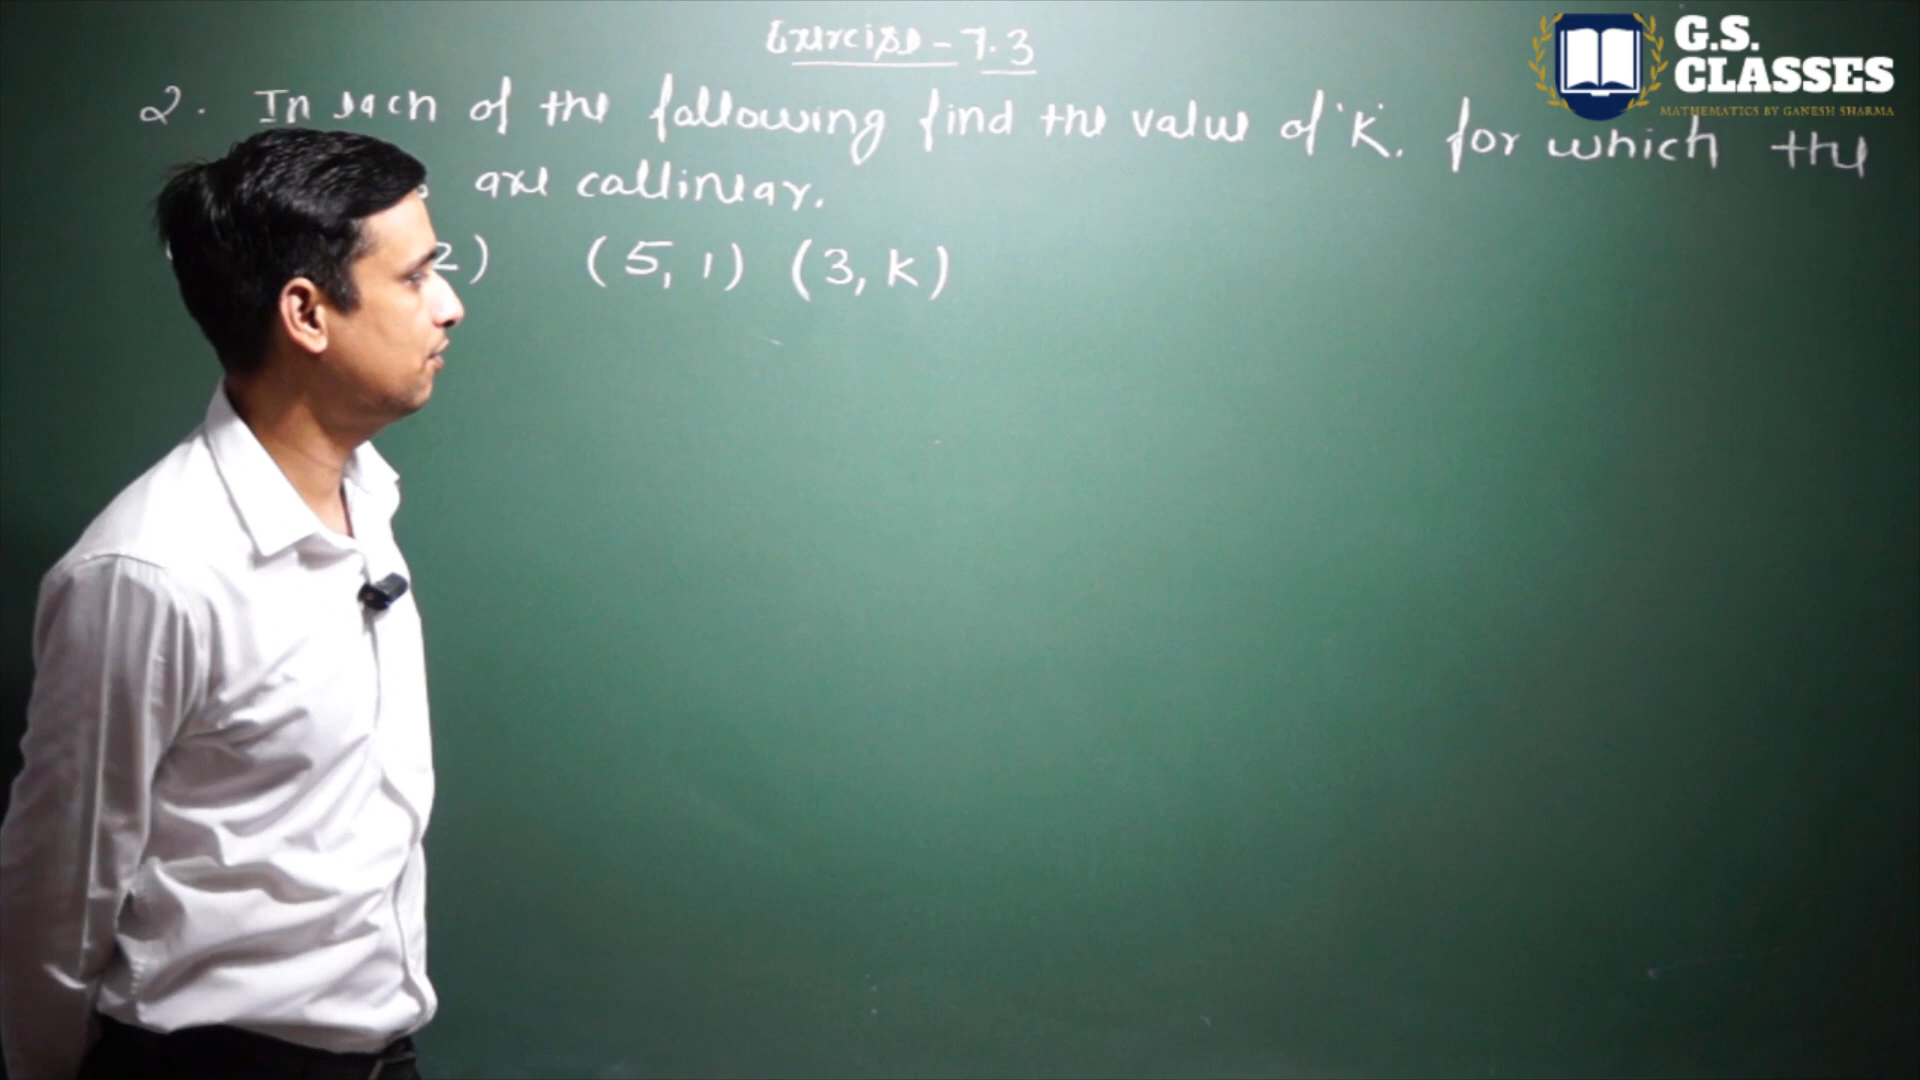 Exercise - 7.3
G.S.
CLASSES
MATHEMATICS BY GANESH SHARMA
2. In each of the following find the value of 'K'. for which the
are collinear.
2) (5, 1) (3, K)